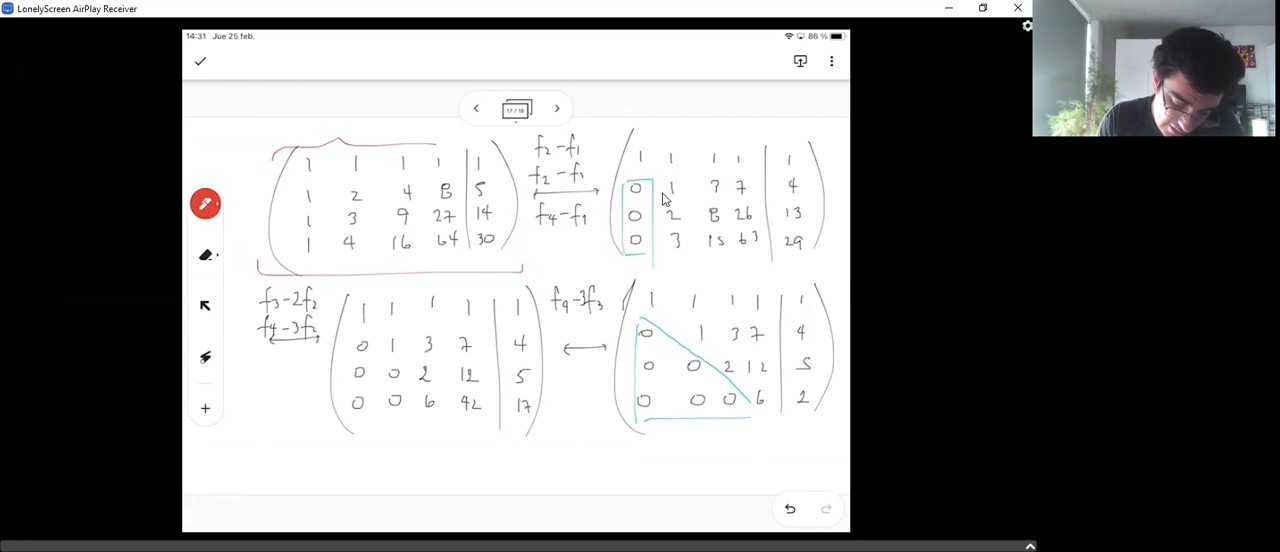 LonelyScreen AirPlay Receiver
14:31 Jue 25 feb.
86 %
17 / 18
1 1 1 1 | 1
1 2 4 8 | 5
1 3 9 27 | 14
1 4 16 64 | 30
f2 - f1
f2 - f1
f4 - f1
1 1 1 1 | 1
0 1 3 7 | 4
0 2 8 26 | 13
0 3 15 63 | 29
f3 - 2f2
f4 - 3f2
1 1 1 1 | 1
0 1 3 7 | 4
0 0 2 12 | 5
0 0 6 42 | 17
f4 - 3f3
1 1 1 1 | 1
0 1 3 7 | 4
0 0 2 12 | 5
0 0 0 6 | 2